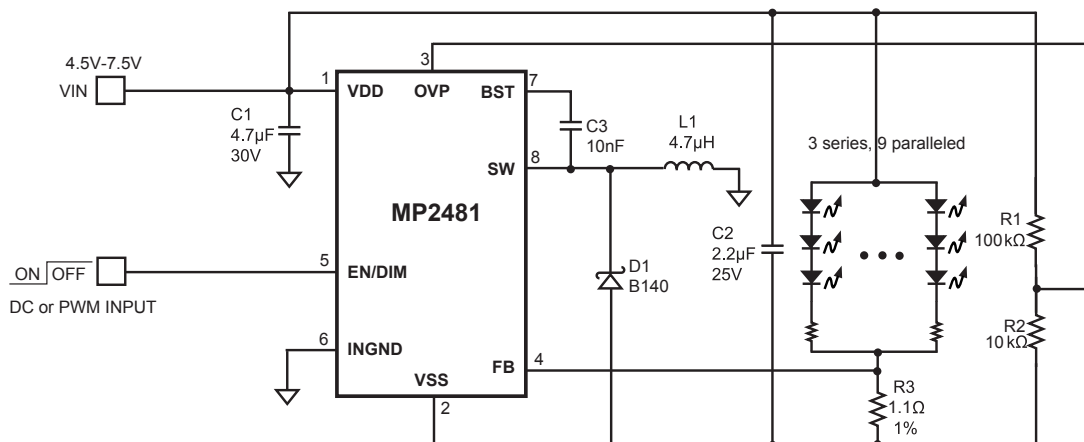 4.5V-7.5V
VIN
1
3
7
VDD
OVP
BST
C1
4.7µF
30V
C3
10nF
L1
4.7µH
8
SW
3 series, 9 paralleled
MP2481
R1
100kΩ
C2
2.2µF
25V
ON OFF
5
EN/DIM
D1
B140
DC or PWM INPUT
R2
10kΩ
6
INGND
4
FB
VSS
2
R3
1.1Ω
1%